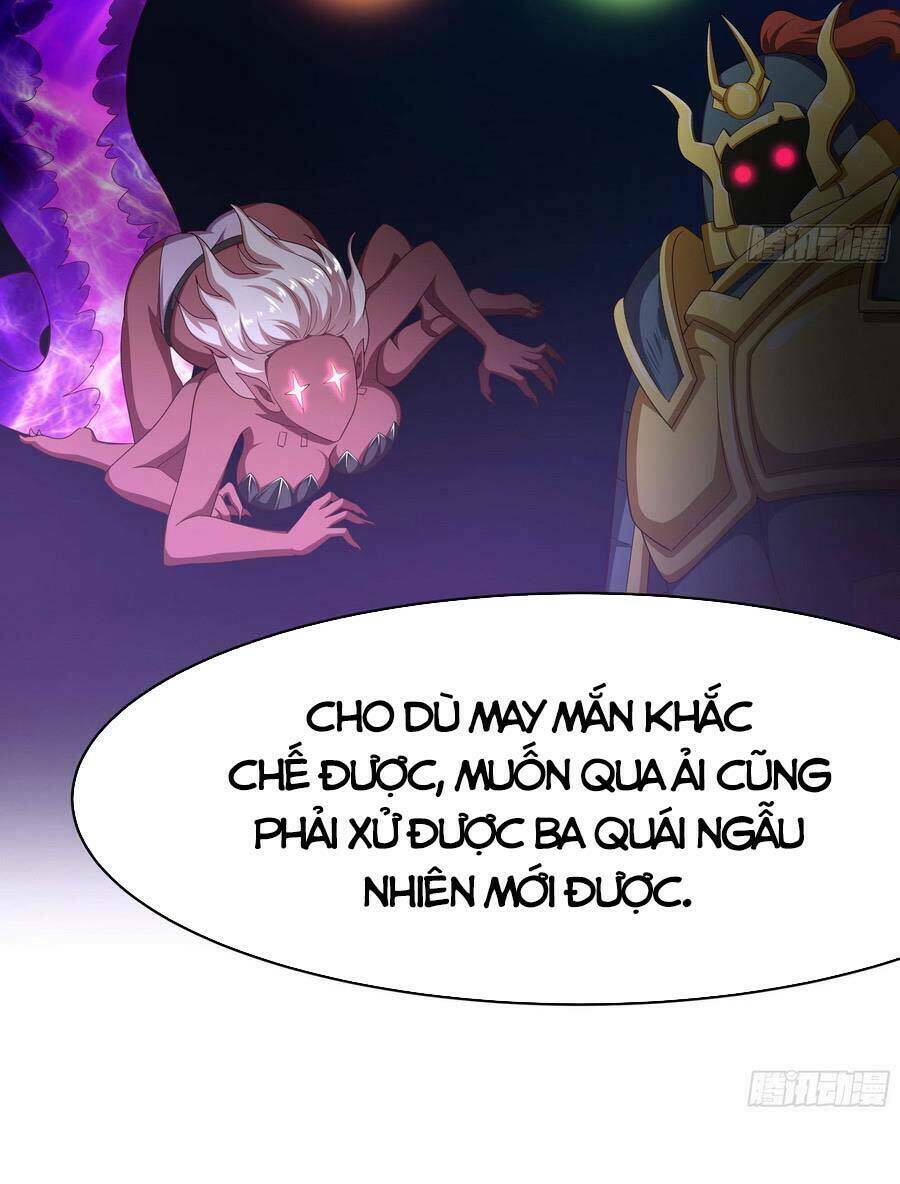 腾讯动漫
CHO DÙ MAY MẮN KHẮC
CHẾ ĐƯỢC, MUỐN QUA ẢI CŨNG
PHẢI XỬ ĐƯỢC BA QUÁI NGẪU
NHIÊN MỚI ĐƯỢC.
腾讯动漫